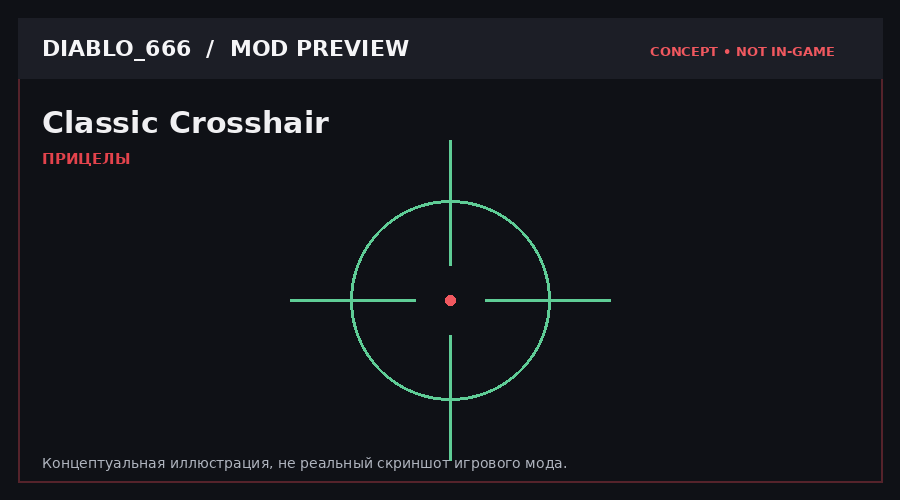 DIABLO_666 / MOD PREVIEW
CONCEPT • NOT IN-GAME
Classic Crosshair
ПРИЦЕЛЫ
Концептуальная иллюстрация, не реальный скриншот игрового мода.